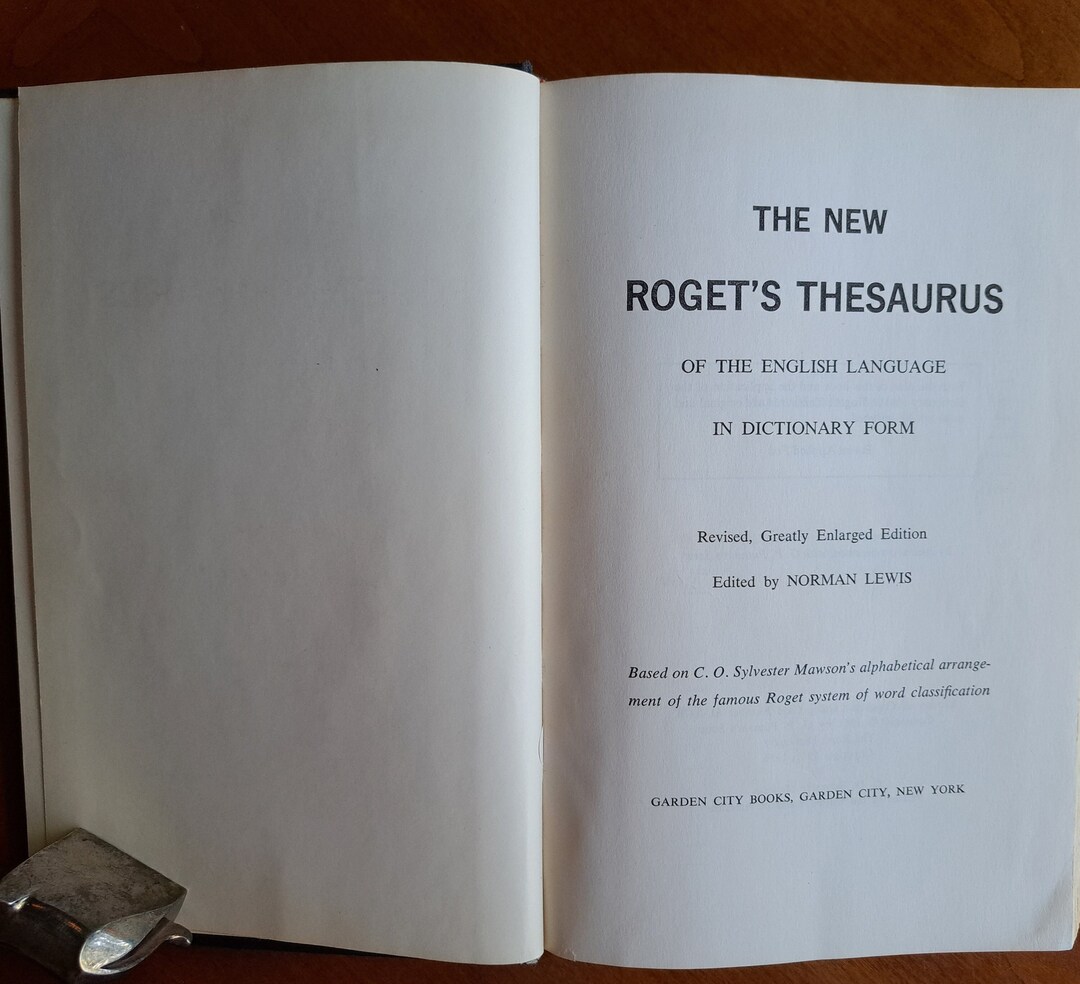 THE NEW
ROGET'S THESAURUS
OF THE ENGLISH LANGUAGE
IN DICTIONARY FORM
Revised, Greatly Enlarged Edition
Edited by NORMAN LEWIS
Based on C. O. Sylvester Mawson's alphabetical arrange-
ment of the famous Roget system of word classification
GARDEN CITY BOOKS, GARDEN CITY, NEW YORK